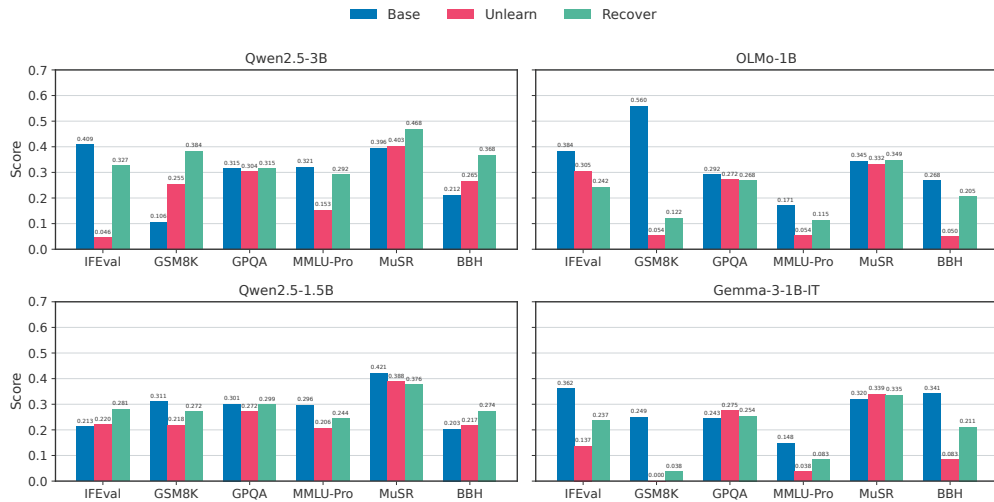 Base Unlearn Recover
Qwen2.5-3B
Score
0.7
0.6
0.5
0.4
0.3
0.2
0.1
0.0
0.409 0.046 0.327
0.106 0.255 0.384
0.315 0.304 0.315
0.321 0.153 0.292
0.396 0.403 0.468
0.212 0.265 0.368
IFEval GSM8K GPQA MMLU-Pro MuSR BBH
OLMo-1B
0.384 0.305 0.242
0.560 0.054 0.122
0.292 0.272 0.268
0.171 0.054 0.115
0.345 0.332 0.349
0.268 0.050 0.205
IFEval GSM8K GPQA MMLU-Pro MuSR BBH
Qwen2.5-1.5B
Score
0.7
0.6
0.5
0.4
0.3
0.2
0.1
0.0
0.213 0.220 0.281
0.311 0.218 0.272
0.301 0.272 0.299
0.296 0.206 0.244
0.421 0.388 0.376
0.203 0.217 0.274
IFEval GSM8K GPQA MMLU-Pro MuSR BBH
Gemma-3-1B-IT
0.362 0.137 0.237
0.249 0.000 0.038
0.243 0.275 0.254
0.148 0.038 0.083
0.320 0.339 0.335
0.341 0.083 0.211
IFEval GSM8K GPQA MMLU-Pro MuSR BBH